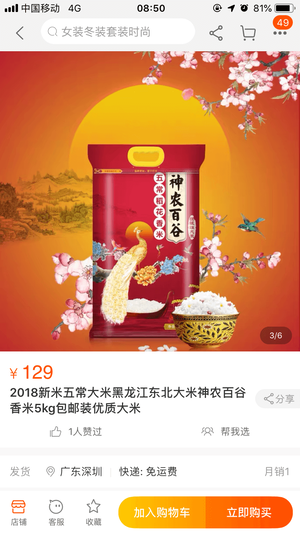 中国移动 4G 08:50 81%
女装冬装套装时尚
49
神农百谷
五常稻花香米
3/6
¥ 129
2018新米五常大米黑龙江东北大米神农百谷
香米5kg包邮装优质大米
分享
1人赞过 帮我选
发货 广东深圳 快递: 免运费 月销1
店铺 客服 收藏 加入购物车 立即购买